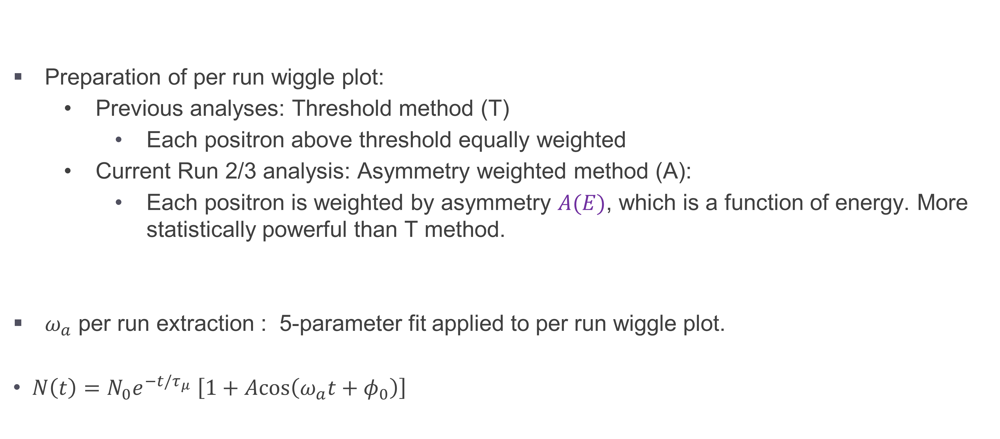 ▪ Preparation of per run wiggle plot:
• Previous analyses: Threshold method (T)
• Each positron above threshold equally weighted
• Current Run 2/3 analysis: Asymmetry weighted method (A):
• Each positron is weighted by asymmetry A(E), which is a function of energy. More
statistically powerful than T method.
▪ ωₐ per run extraction : 5-parameter fit applied to per run wiggle plot.
• N(t) = N₀e^{−t/τ_μ} [1 + Acos(ωₐt + ϕ₀)]